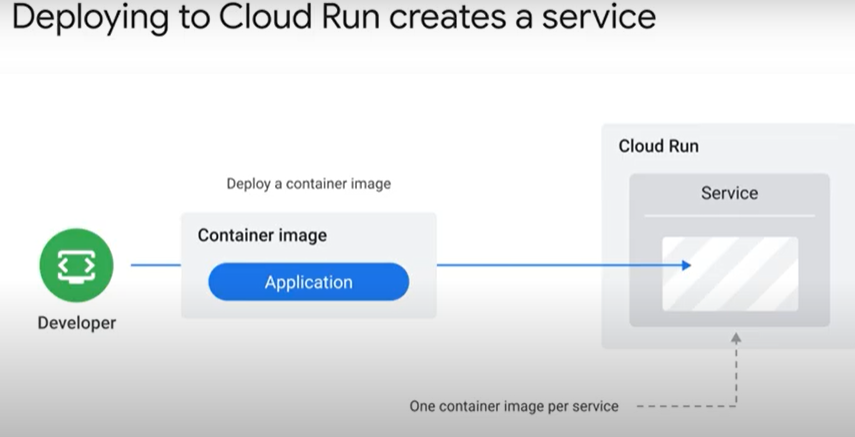 Deploying to Cloud Run creates a service
Deploy a container image
Container image
Application
Developer
Cloud Run
Service
One container image per service